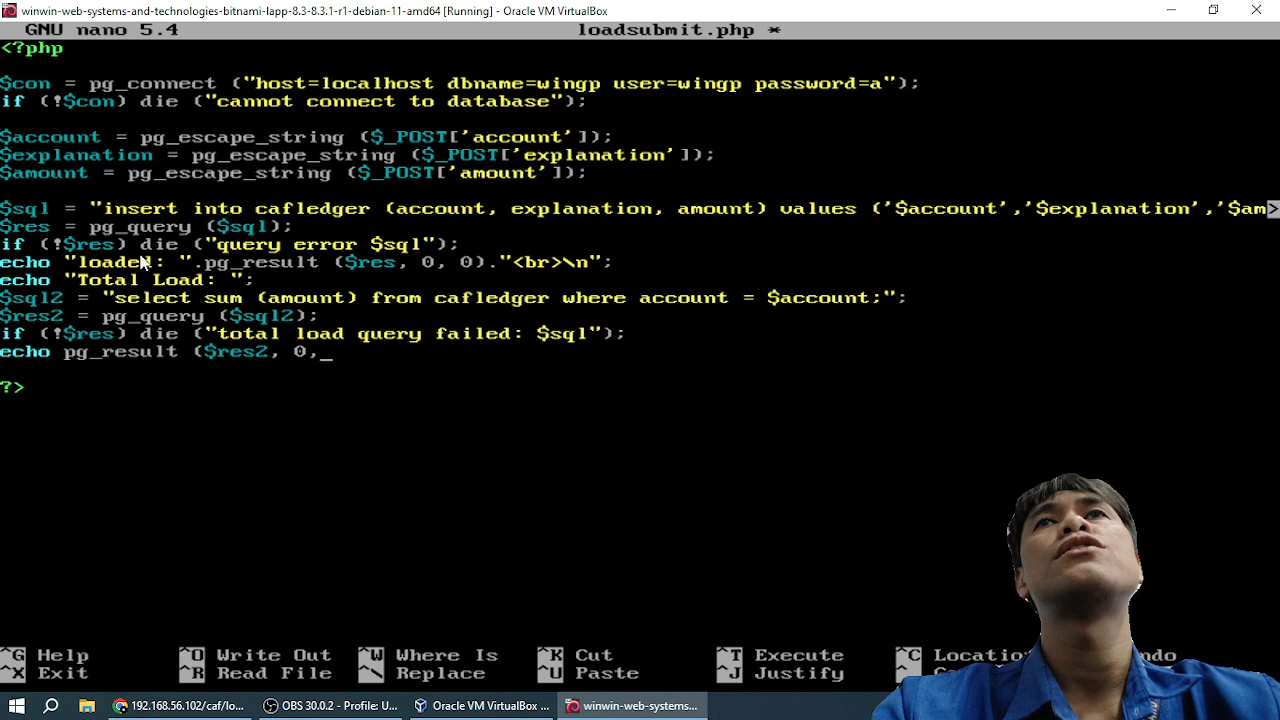 winwin-web-systems-and-technologies-bitnami-lapp-8.3-8.3.1-r1-debian-11-amd64 [Running] - Oracle VM VirtualBox
GNU nano 5.4 loadsubmit.php *
<?php
$con = pg_connect ("host=localhost dbname=wingp user=wingp password=a");
if (!$con) die ("cannot connect to database");
$account = pg_escape_string ($_POST['account']);
$explanation = pg_escape_string ($_POST['explanation']);
$amount = pg_escape_string ($_POST['amount']);
$sql = "insert into cafledger (account, explanation, amount) values ('$account','$explanation','$am>
$res = pg_query ($sql);
if (!$res) die ("query error $sql");
echo "loaded: ".pg_result ($res, 0, 0)."<br>\n";
echo "Total Load: ";
$sql2 = "select sum (amount) from cafledger where account = $account;";
$res2 = pg_query ($sql2);
if (!$res) die ("total load query failed: $sql");
echo pg_result ($res2, 0,_
?>
^G Help ^O Write Out ^W Where Is ^K Cut ^T Execute ^C
^X Exit ^R Read File ^\ Replace ^U Paste ^J Justify
192.168.56.102/caf/lo... OBS 30.0.2 - Profile: U... Oracle VM VirtualBox ... winwin-web-systems...